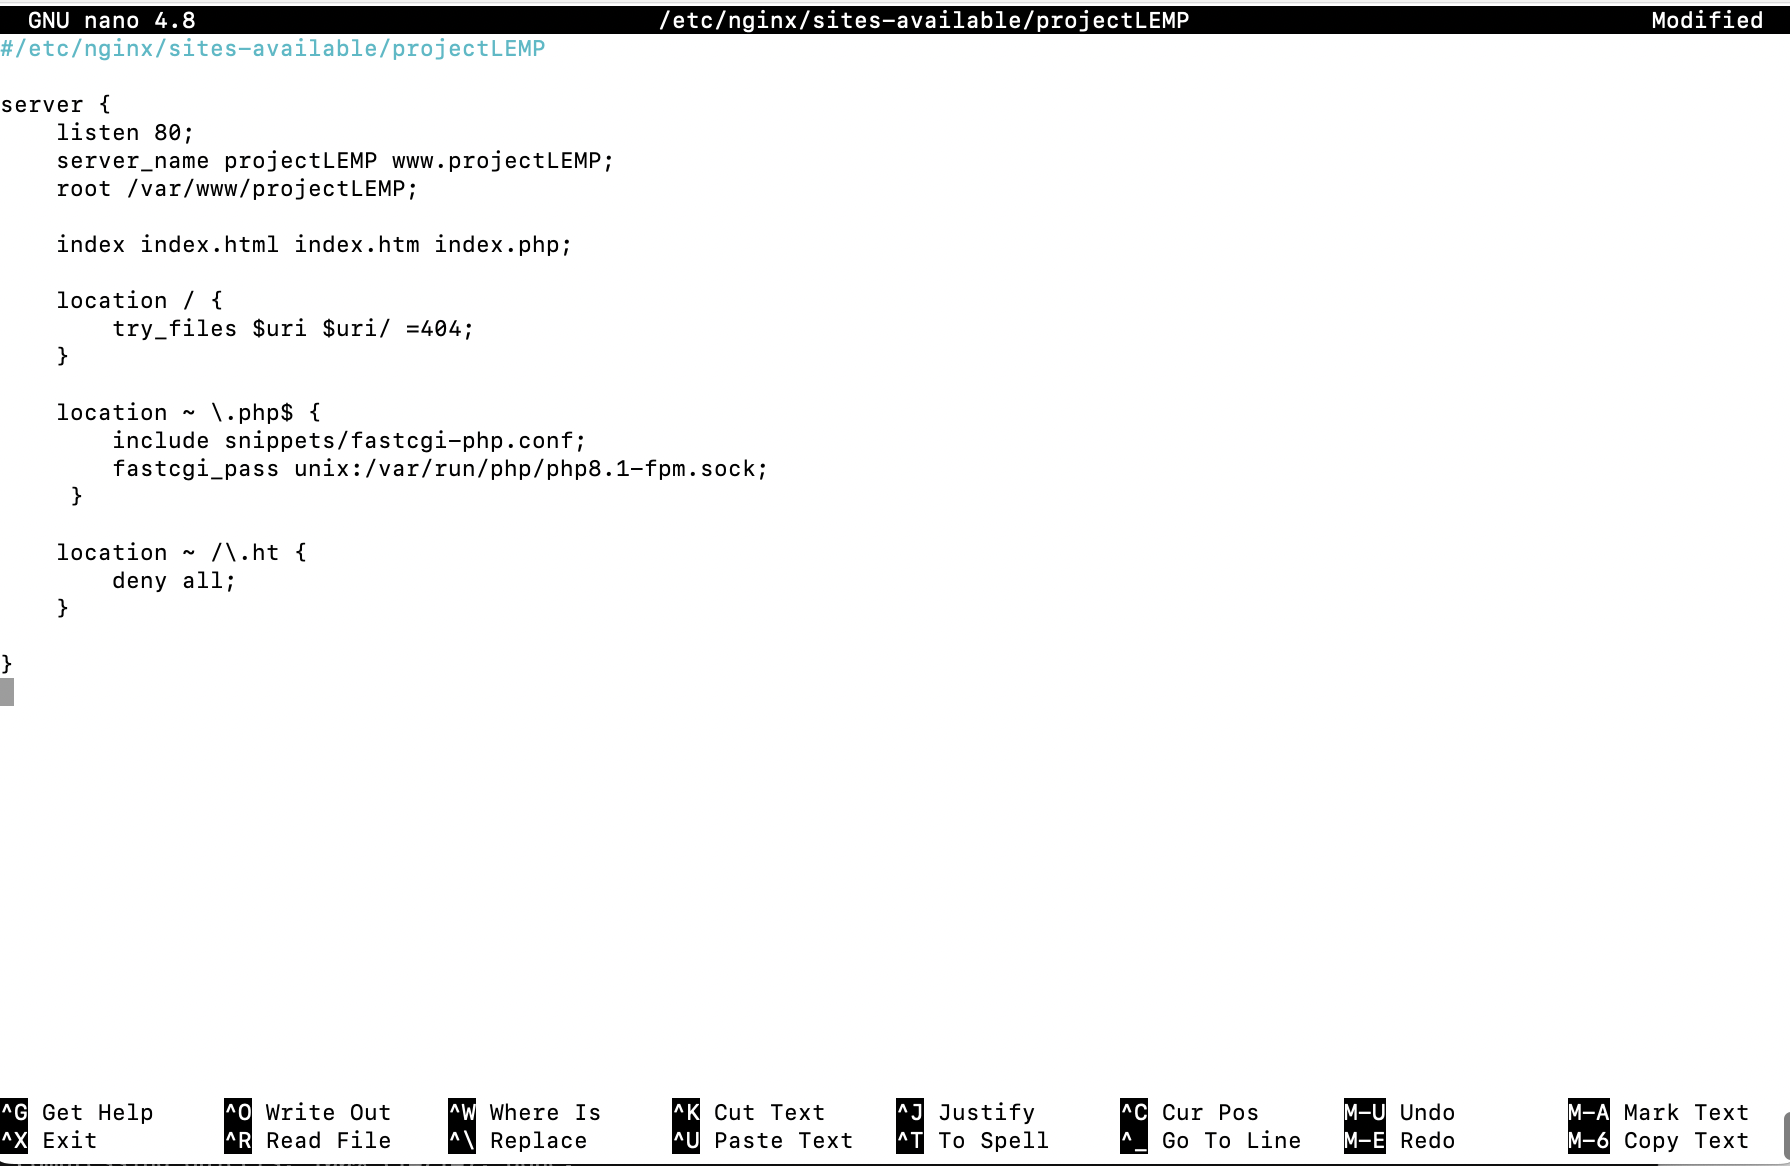 GNU nano 4.8 /etc/nginx/sites-available/projectLEMP Modified
#/etc/nginx/sites-available/projectLEMP

server {
    listen 80;
    server_name projectLEMP www.projectLEMP;
    root /var/www/projectLEMP;

    index index.html index.htm index.php;

    location / {
        try_files $uri $uri/ =404;
    }

    location ~ \.php$ {
        include snippets/fastcgi-php.conf;
        fastcgi_pass unix:/var/run/php/php8.1-fpm.sock;
     }

    location ~ /\.ht {
        deny all;
    }

}
^G Get Help ^O Write Out ^W Where Is ^K Cut Text ^J Justify ^C Cur Pos M-U Undo M-A Mark Text
^X Exit ^R Read File ^\ Replace ^U Paste Text ^T To Spell ^_ Go To Line M-E Redo M-6 Copy Text